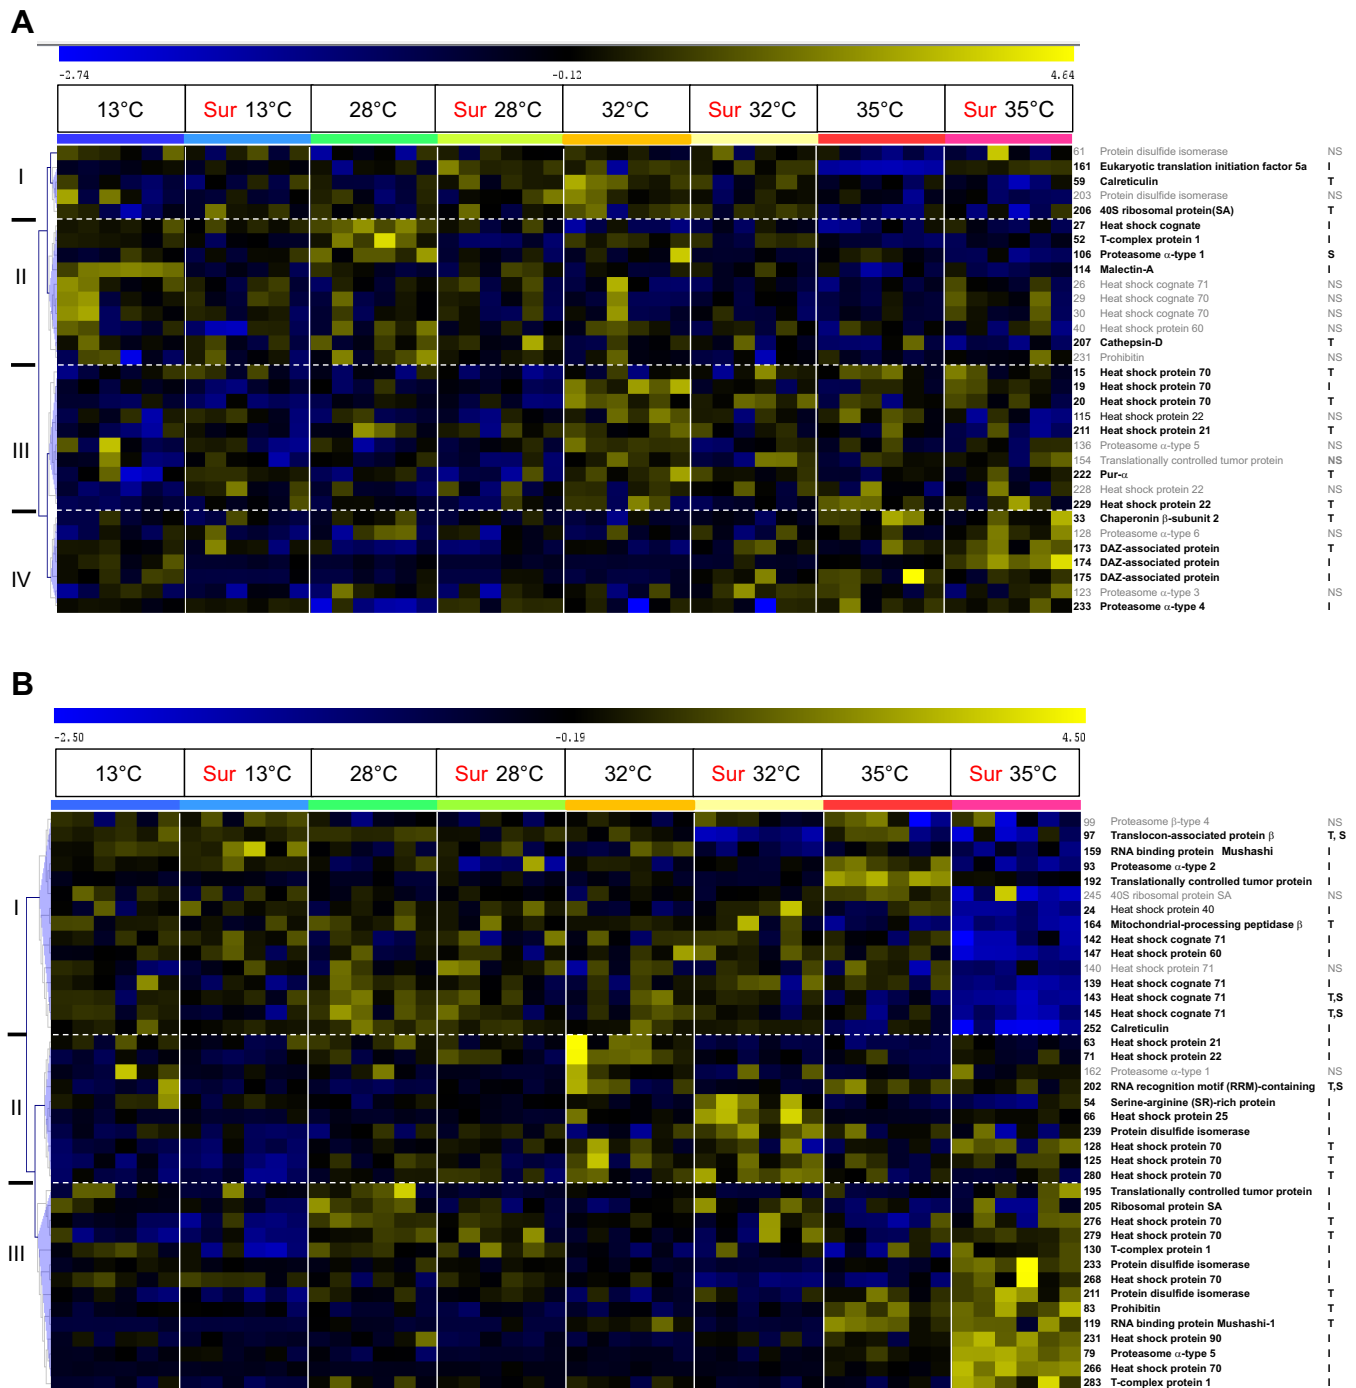 A
-2.74 -0.12 4.64
13°C Sur 13°C 28°C Sur 28°C 32°C Sur 32°C 35°C Sur 35°C
I
II
III
IV
61 Protein disulfide isomerase NS
161 Eukaryotic translation initiation factor 5a I
59 Calreticulin T
203 Protein disulfide isomerase NS
206 40S ribosomal protein(SA) T
27 Heat shock cognate I
52 T-complex protein 1 I
106 Proteasome α-type 1 S
114 Malectin-A I
26 Heat shock cognate 71 NS
29 Heat shock cognate 70 NS
30 Heat shock cognate 70 NS
40 Heat shock protein 60 NS
207 Cathepsin-D T
231 Prohibitin NS
15 Heat shock protein 70 T
19 Heat shock protein 70 I
20 Heat shock protein 70 T
115 Heat shock protein 22 NS
211 Heat shock protein 21 T
136 Proteasome α-type 5 NS
154 Translationally controlled tumor protein NS
222 Pur-α T
228 Heat shock protein 22 NS
229 Heat shock protein 22 T
33 Chaperonin β-subunit 2 T
128 Proteasome α-type 6 NS
173 DAZ-associated protein T
174 DAZ-associated protein I
175 DAZ-associated protein I
123 Proteasome α-type 3 NS
233 Proteasome α-type 4 I
B
-2.50 -0.19 4.50
13°C Sur 13°C 28°C Sur 28°C 32°C Sur 32°C 35°C Sur 35°C
I
II
III
99 Proteasome β-type 4 NS
97 Translocon-associated protein β T, S
159 RNA binding protein Mushashi I
93 Proteasome α-type 2 I
192 Translationally controlled tumor protein I
245 40S ribosomal protein SA NS
24 Heat shock protein 40 I
164 Mitochondrial-processing peptidase β T
142 Heat shock cognate 71 I
147 Heat shock protein 60 I
140 Heat shock protein 71 NS
139 Heat shock cognate 71 I
143 Heat shock cognate 71 T,S
145 Heat shock cognate 71 T,S
252 Calreticulin I
63 Heat shock protein 21 I
71 Heat shock protein 22 I
162 Proteasome α-type 1 NS
202 RNA recognition motif (RRM)-containing T,S
54 Serine-arginine (SR)-rich protein I
66 Heat shock protein 25 I
239 Protein disulfide isomerase I
128 Heat shock protein 70 T
125 Heat shock protein 70 T
280 Heat shock protein 70 T
195 Translationally controlled tumor protein I
205 Ribosomal protein SA I
276 Heat shock protein 70 T
279 Heat shock protein 70 T
130 T-complex protein 1 I
233 Protein disulfide isomerase I
268 Heat shock protein 70 I
211 Protein disulfide isomerase T
83 Prohibitin T
119 RNA binding protein Mushashi-1 T
231 Heat shock protein 90 I
79 Proteasome α-type 5 I
266 Heat shock protein 70 I
283 T-complex protein 1 I